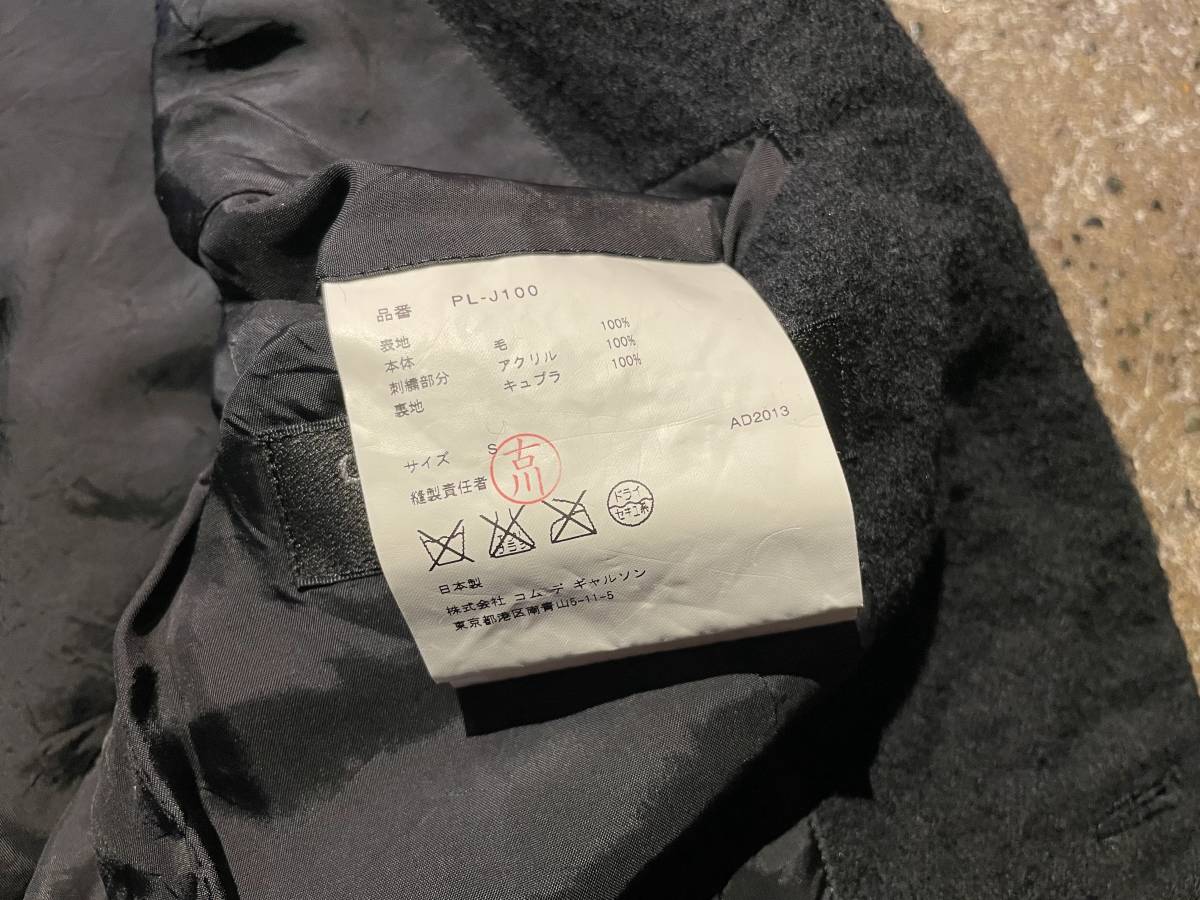 品番 PL-J100
表地
本体 毛 100%
刺繍部分 アクリル 100%
裏地 キュプラ 100%
AD2013
サイズ S
縫製責任者 古川
ドライ
セキユ系
日本製
株式会社 コム デ ギャルソン
東京都港区南青山5-11-5